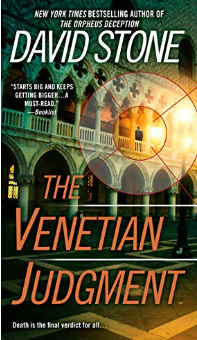 NEW YORK TIMES BESTSELLING AUTHOR OF
THE ORPHEUS DECEPTION
DAVID STONE
"STARTS BIG AND KEEPS
GETTING BIGGER...A
MUST-READ."
—Booklist
THE
VENETIAN
JUDGMENT
Death is the final verdict for all...